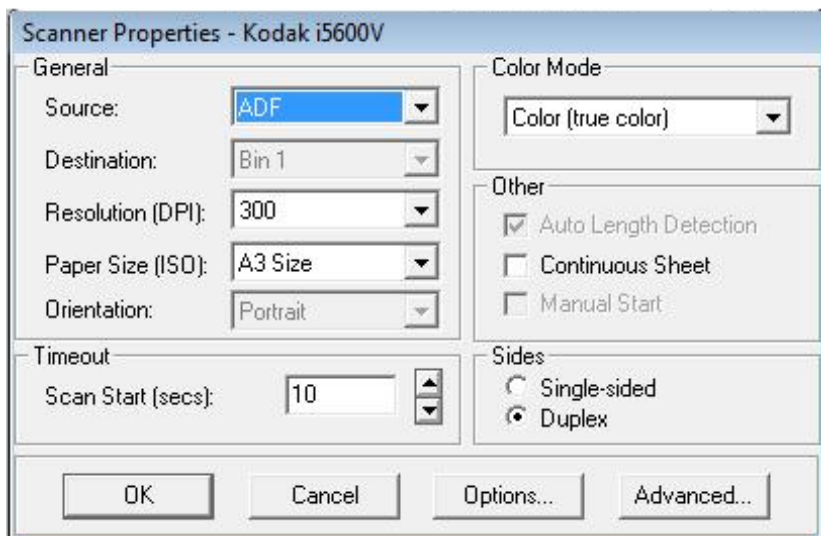 Scanner Properties - Kodak i5600V
General
Source: ADF
Destination: Bin 1
Resolution (DPI): 300
Paper Size (ISO): A3 Size
Orientation: Portrait
Color Mode
Color (true color)
Other
Auto Length Detection
Continuous Sheet
Manual Start
Timeout
Scan Start (secs): 10
Sides
Single-sided
Duplex
OK Cancel Options... Advanced...